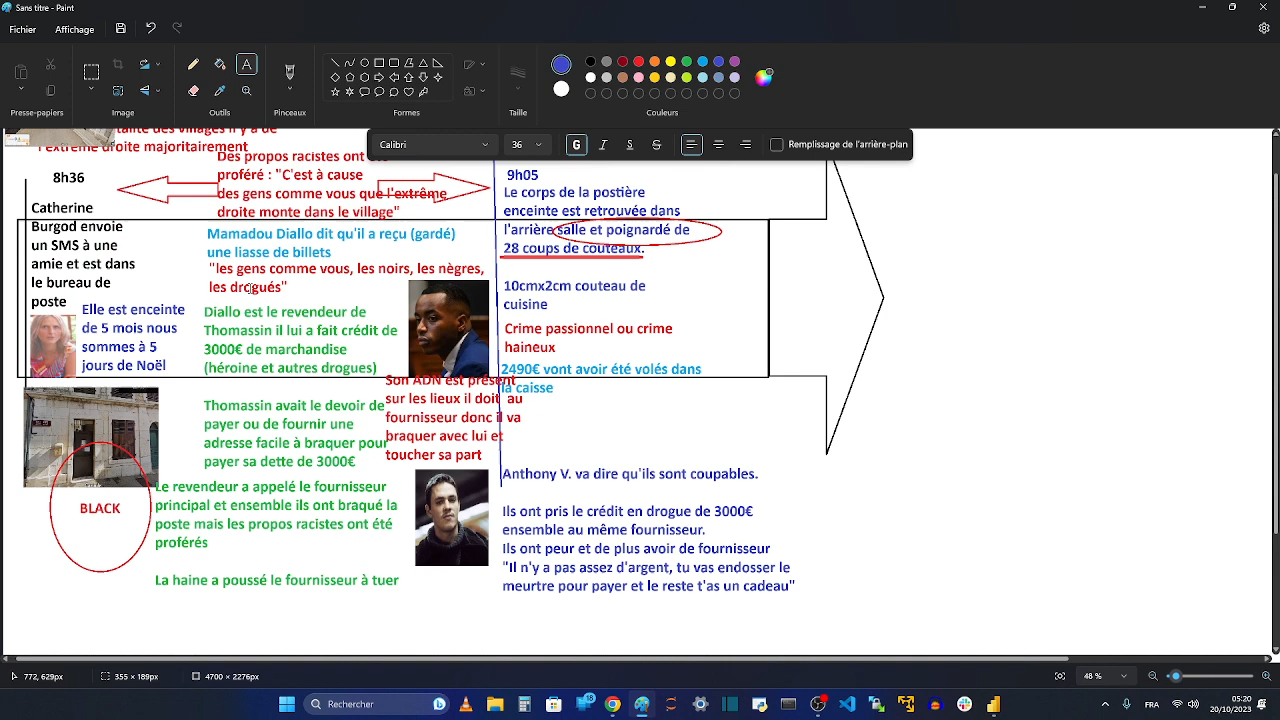 Sans titre - Paint
Fichier Affichage
Presse-papiers Image Outils Pinceaux Formes Taille Couleurs
Calibri 36 G I S S Remplissage de l'arrière-plan
talité des villages il y a de
l'extrême droite majoritairement
8h36
Catherine
Burgod envoie
un SMS à une
amie et est dans
le bureau de
poste
Elle est enceinte
de 5 mois nous
sommes à 5
jours de Noël
BLACK
Des propos racistes ont été
proféré : "C'est à cause
des gens comme vous que l'extrême
droite monte dans le village"
Mamadou Diallo dit qu'il a reçu (gardé)
une liasse de billets
"les gens comme vous, les noirs, les nègres,
les drogués"
Diallo est le revendeur de
Thomassin il lui a fait crédit de
3000€ de marchandise
(héroine et autres drogues)
Thomassin avait le devoir de
payer ou de fournir une
adresse facile à braquer pour
payer sa dette de 3000€
Le revendeur a appelé le fournisseur
principal et ensemble ils ont braqué la
poste mais les propos racistes ont été
proférés
La haine a poussé le fournisseur à tuer
Son ADN est présent
sur les lieux il doit au
fournisseur donc il va
braquer avec lui et
toucher sa part
9h05
Le corps de la postière
enceinte est retrouvée dans
l'arrière salle et poignardé de
28 coups de couteaux.
10cmx2cm couteau de
cuisine
Crime passionnel ou crime
haineux
2490€ vont avoir été volés dans
la caisse
Anthony V. va dire qu'ils sont coupables.
Ils ont pris le crédit en drogue de 3000€
ensemble au même fournisseur.
Ils ont peur et de plus avoir de fournisseur
"Il n'y a pas assez d'argent, tu vas endosser le
meurtre pour payer et le reste t'as un cadeau"
772, 629px 355 × 189px 4700 × 2276px 48 %
Rechercher
FRA
05:20
20/10/2023